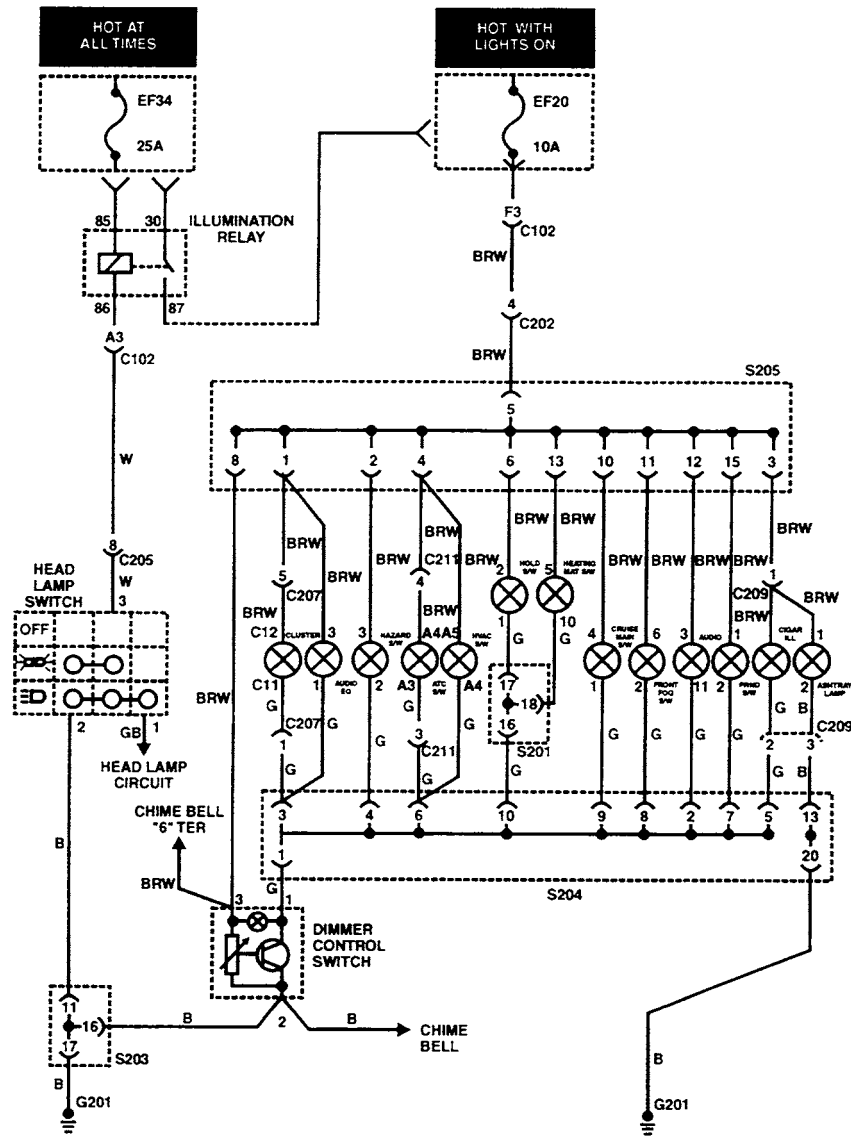 HOT AT
ALL TIMES
HOT WITH
LIGHTS ON
EF34
25A
EF20
10A
85
30
ILLUMINATION
RELAY
86
87
F3
C102
BRW
4
C202
BRW
A3
C102
W
8
C205
W
3
S205
5
8
1
2
4
6
13
10
11
12
15
3
BRW
BRW
BRW
C211
4
BRW
BRW
BRW
BRW
BRW
BRW
BRW
BRW
5
C207
BRW
BRW
2
HOLD
S/W
5
HEATING
MAT S/W
1
C209
BRW
BRW
HEAD
LAMP
SWITCH
OFF
C12
CLUSTER
3
3
HAZARD
S/W
A4
A5
HVAC
S/W
1
G
10
G
4
CRUISE
MAIN
S/W
6
3
AUDIO
1
CIGAR
ILL
1
C11
G
1
AUDIO
EQ
2
A3
ATC
S/W
A4
1
2
FRONT
FOG
S/W
11
2
PRND
S/W
2
ASHTRAY
LAMP
BRW
17
18
16
S201
G
G
B
C209
2
3
C207
1
G
G
G
G
3
C211
G
G
G
G
G
G
G
G
B
2
GB
1
HEAD LAMP
CIRCUIT
CHIME BELL
"6" TER
BRW
3
4
6
10
9
8
2
7
5
13
1
20
S204
B
G
3
1
DIMMER
CONTROL
SWITCH
2
11
16
17
S203
B
B
CHIME
BELL
B
G201
B
G201